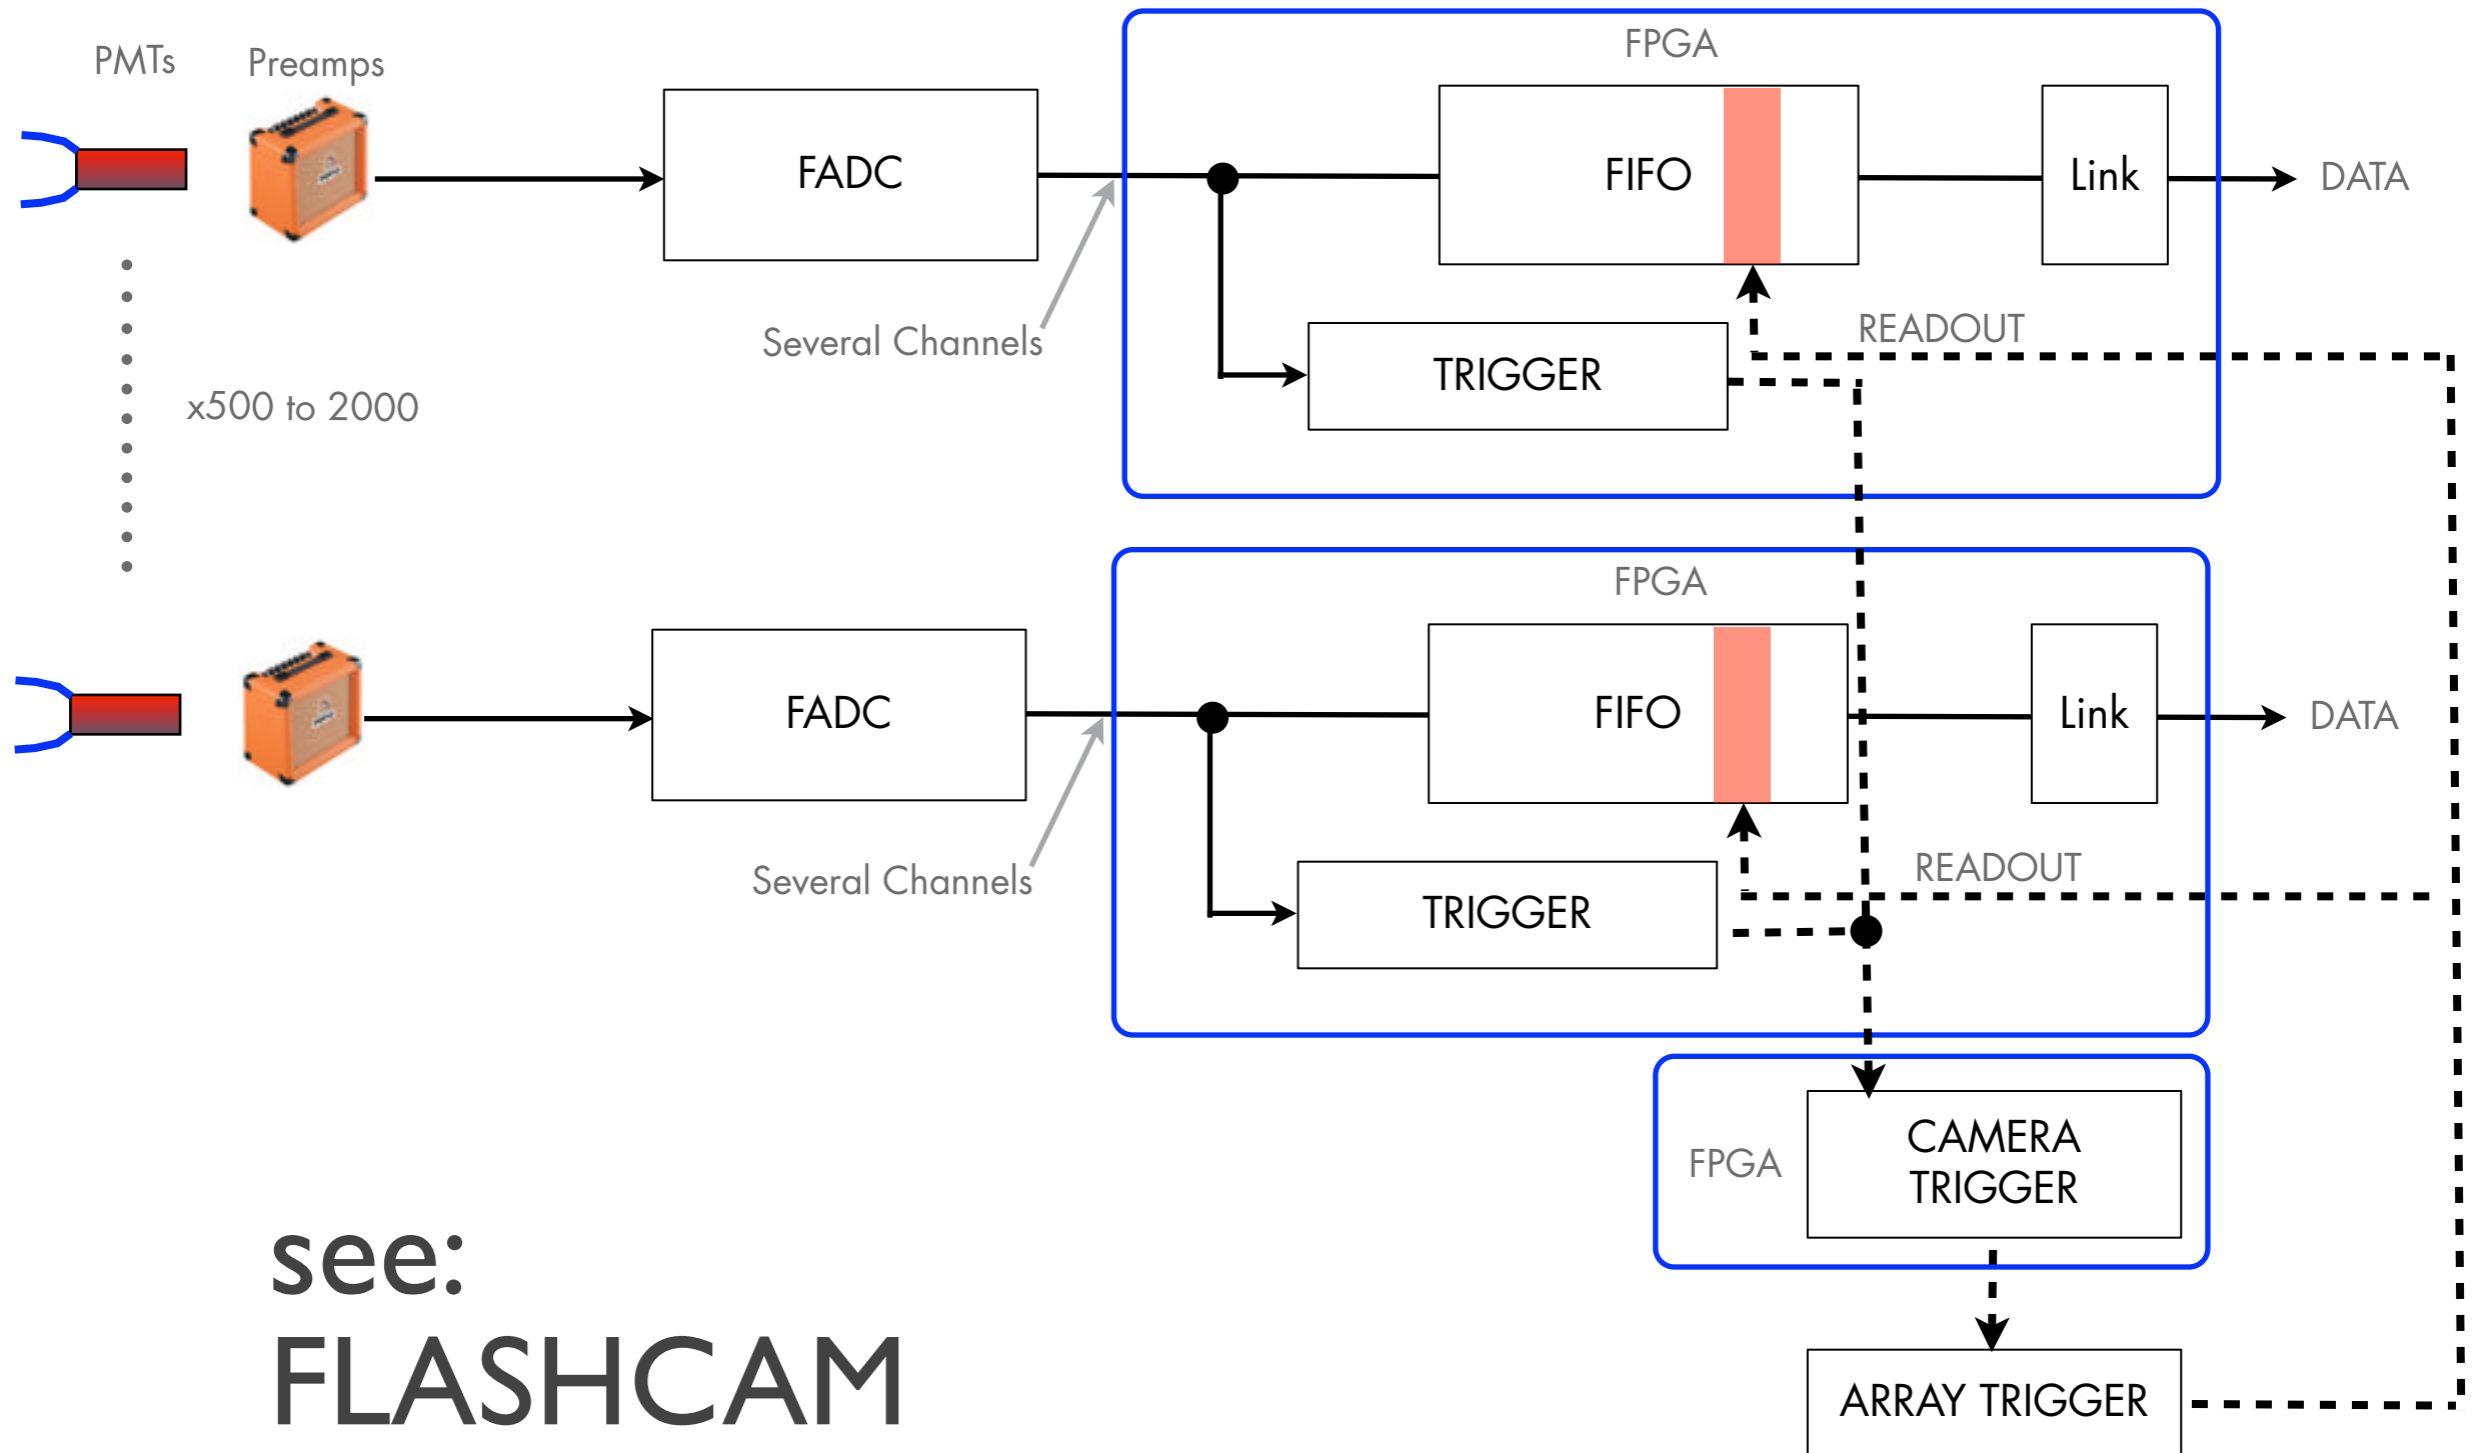 PMTs
Preamps
FPGA
FADC
FIFO
Link
DATA
Several Channels
READOUT
TRIGGER
x500 to 2000
FPGA
FADC
FIFO
Link
DATA
Several Channels
READOUT
TRIGGER
FPGA
CAMERA
TRIGGER
ARRAY TRIGGER
see:
FLASHCAM